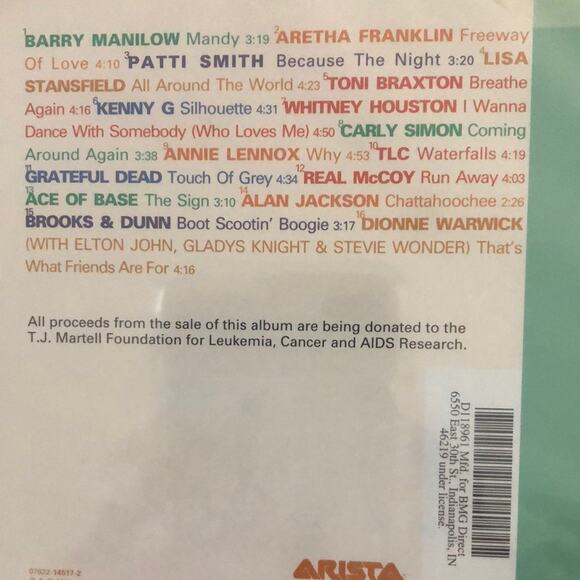 1BARRY MANILOW Mandy 3:19 2ARETHA FRANKLIN Freeway
Of Love 4:10 3PATTI SMITH Because The Night 3:20 4LISA
STANSFIELD All Around The World 4:23 5TONI BRAXTON Breathe
Again 4:16 6KENNY G Silhouette 4:31 7WHITNEY HOUSTON I Wanna
Dance With Somebody (Who Loves Me) 4:50 8CARLY SIMON Coming
Around Again 3:38 9ANNIE LENNOX Why 4:53 10TLC Waterfalls 4:19
11GRATEFUL DEAD Touch Of Grey 4:34 12REAL McCOY Run Away 4:03
13ACE OF BASE The Sign 3:10 14ALAN JACKSON Chattahoochee 2:26
15BROOKS & DUNN Boot Scootin' Boogie 3:17 16DIONNE WARWICK
(WITH ELTON JOHN, GLADYS KNIGHT & STEVIE WONDER) That's
What Friends Are For 4:16
All proceeds from the sale of this album are being donated to the
T.J. Martell Foundation for Leukemia, Cancer and AIDS Research.
D118961 Mfd. for BMG Direct
6550 East 30th St., Indianapolis, IN
46219 under license.
07822-14517-2
ARISTA